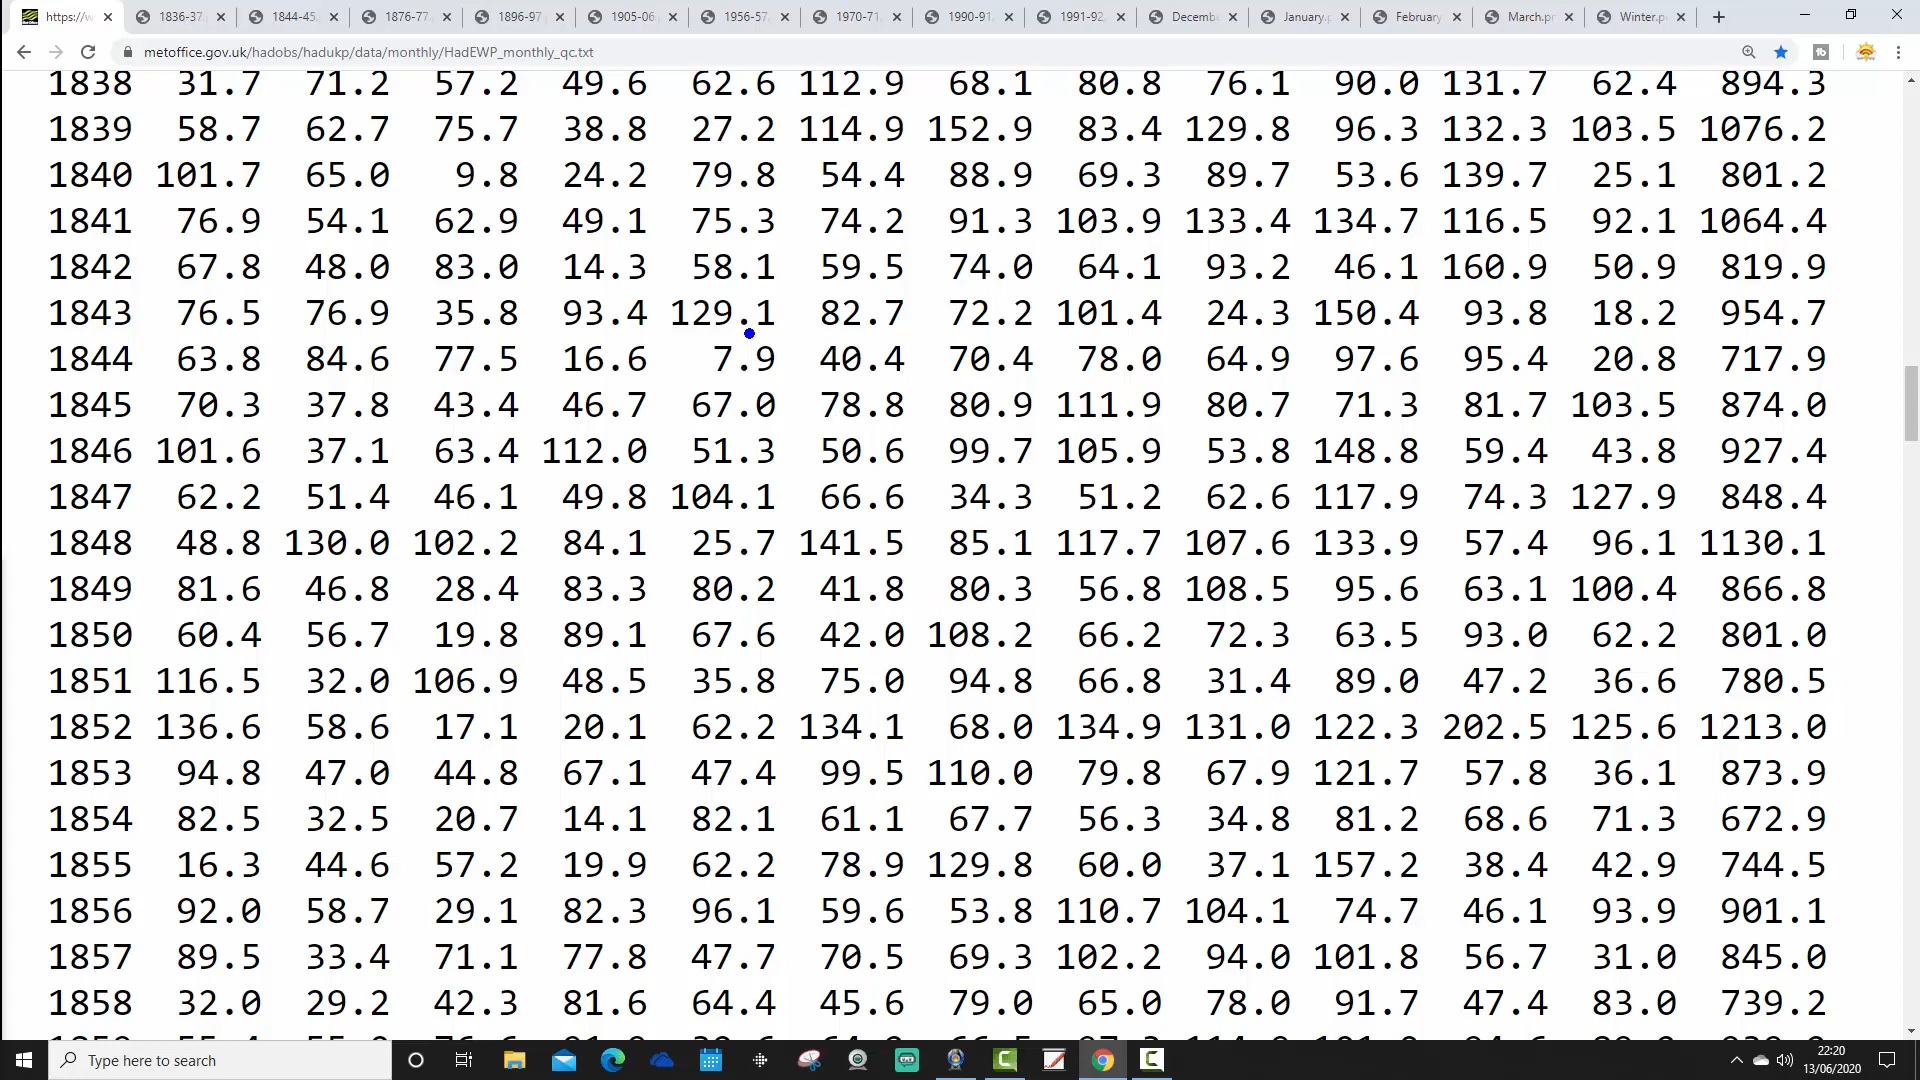 https://w
1836-37.
1844-45.
1876-77.
1896-97.
1905-06.
1956-57.
1970-71.
1990-91.
1991-92.
Decemb
January.p
February
March.pn
Winter.p
metoffice.gov.uk/hadobs/hadukp/data/monthly/HadEWP_monthly_qc.txt
1838 31.7 71.2 57.2 49.6 62.6 112.9 68.1 80.8 76.1 90.0 131.7 62.4 894.3
1839 58.7 62.7 75.7 38.8 27.2 114.9 152.9 83.4 129.8 96.3 132.3 103.5 1076.2
1840 101.7 65.0 9.8 24.2 79.8 54.4 88.9 69.3 89.7 53.6 139.7 25.1 801.2
1841 76.9 54.1 62.9 49.1 75.3 74.2 91.3 103.9 133.4 134.7 116.5 92.1 1064.4
1842 67.8 48.0 83.0 14.3 58.1 59.5 74.0 64.1 93.2 46.1 160.9 50.9 819.9
1843 76.5 76.9 35.8 93.4 129.1 82.7 72.2 101.4 24.3 150.4 93.8 18.2 954.7
1844 63.8 84.6 77.5 16.6 7.9 40.4 70.4 78.0 64.9 97.6 95.4 20.8 717.9
1845 70.3 37.8 43.4 46.7 67.0 78.8 80.9 111.9 80.7 71.3 81.7 103.5 874.0
1846 101.6 37.1 63.4 112.0 51.3 50.6 99.7 105.9 53.8 148.8 59.4 43.8 927.4
1847 62.2 51.4 46.1 49.8 104.1 66.6 34.3 51.2 62.6 117.9 74.3 127.9 848.4
1848 48.8 130.0 102.2 84.1 25.7 141.5 85.1 117.7 107.6 133.9 57.4 96.1 1130.1
1849 81.6 46.8 28.4 83.3 80.2 41.8 80.3 56.8 108.5 95.6 63.1 100.4 866.8
1850 60.4 56.7 19.8 89.1 67.6 42.0 108.2 66.2 72.3 63.5 93.0 62.2 801.0
1851 116.5 32.0 106.9 48.5 35.8 75.0 94.8 66.8 31.4 89.0 47.2 36.6 780.5
1852 136.6 58.6 17.1 20.1 62.2 134.1 68.0 134.9 131.0 122.3 202.5 125.6 1213.0
1853 94.8 47.0 44.8 67.1 47.4 99.5 110.0 79.8 67.9 121.7 57.8 36.1 873.9
1854 82.5 32.5 20.7 14.1 82.1 61.1 67.7 56.3 34.8 81.2 68.6 71.3 672.9
1855 16.3 44.6 57.2 19.9 62.2 78.9 129.8 60.0 37.1 157.2 38.4 42.9 744.5
1856 92.0 58.7 29.1 82.3 96.1 59.6 53.8 110.7 104.1 74.7 46.1 93.9 901.1
1857 89.5 33.4 71.1 77.8 47.7 70.5 69.3 102.2 94.0 101.8 56.7 31.0 845.0
1858 32.0 29.2 42.3 81.6 64.4 45.6 79.0 65.0 78.0 91.7 47.4 83.0 739.2
Type here to search
22:20
13/06/2020